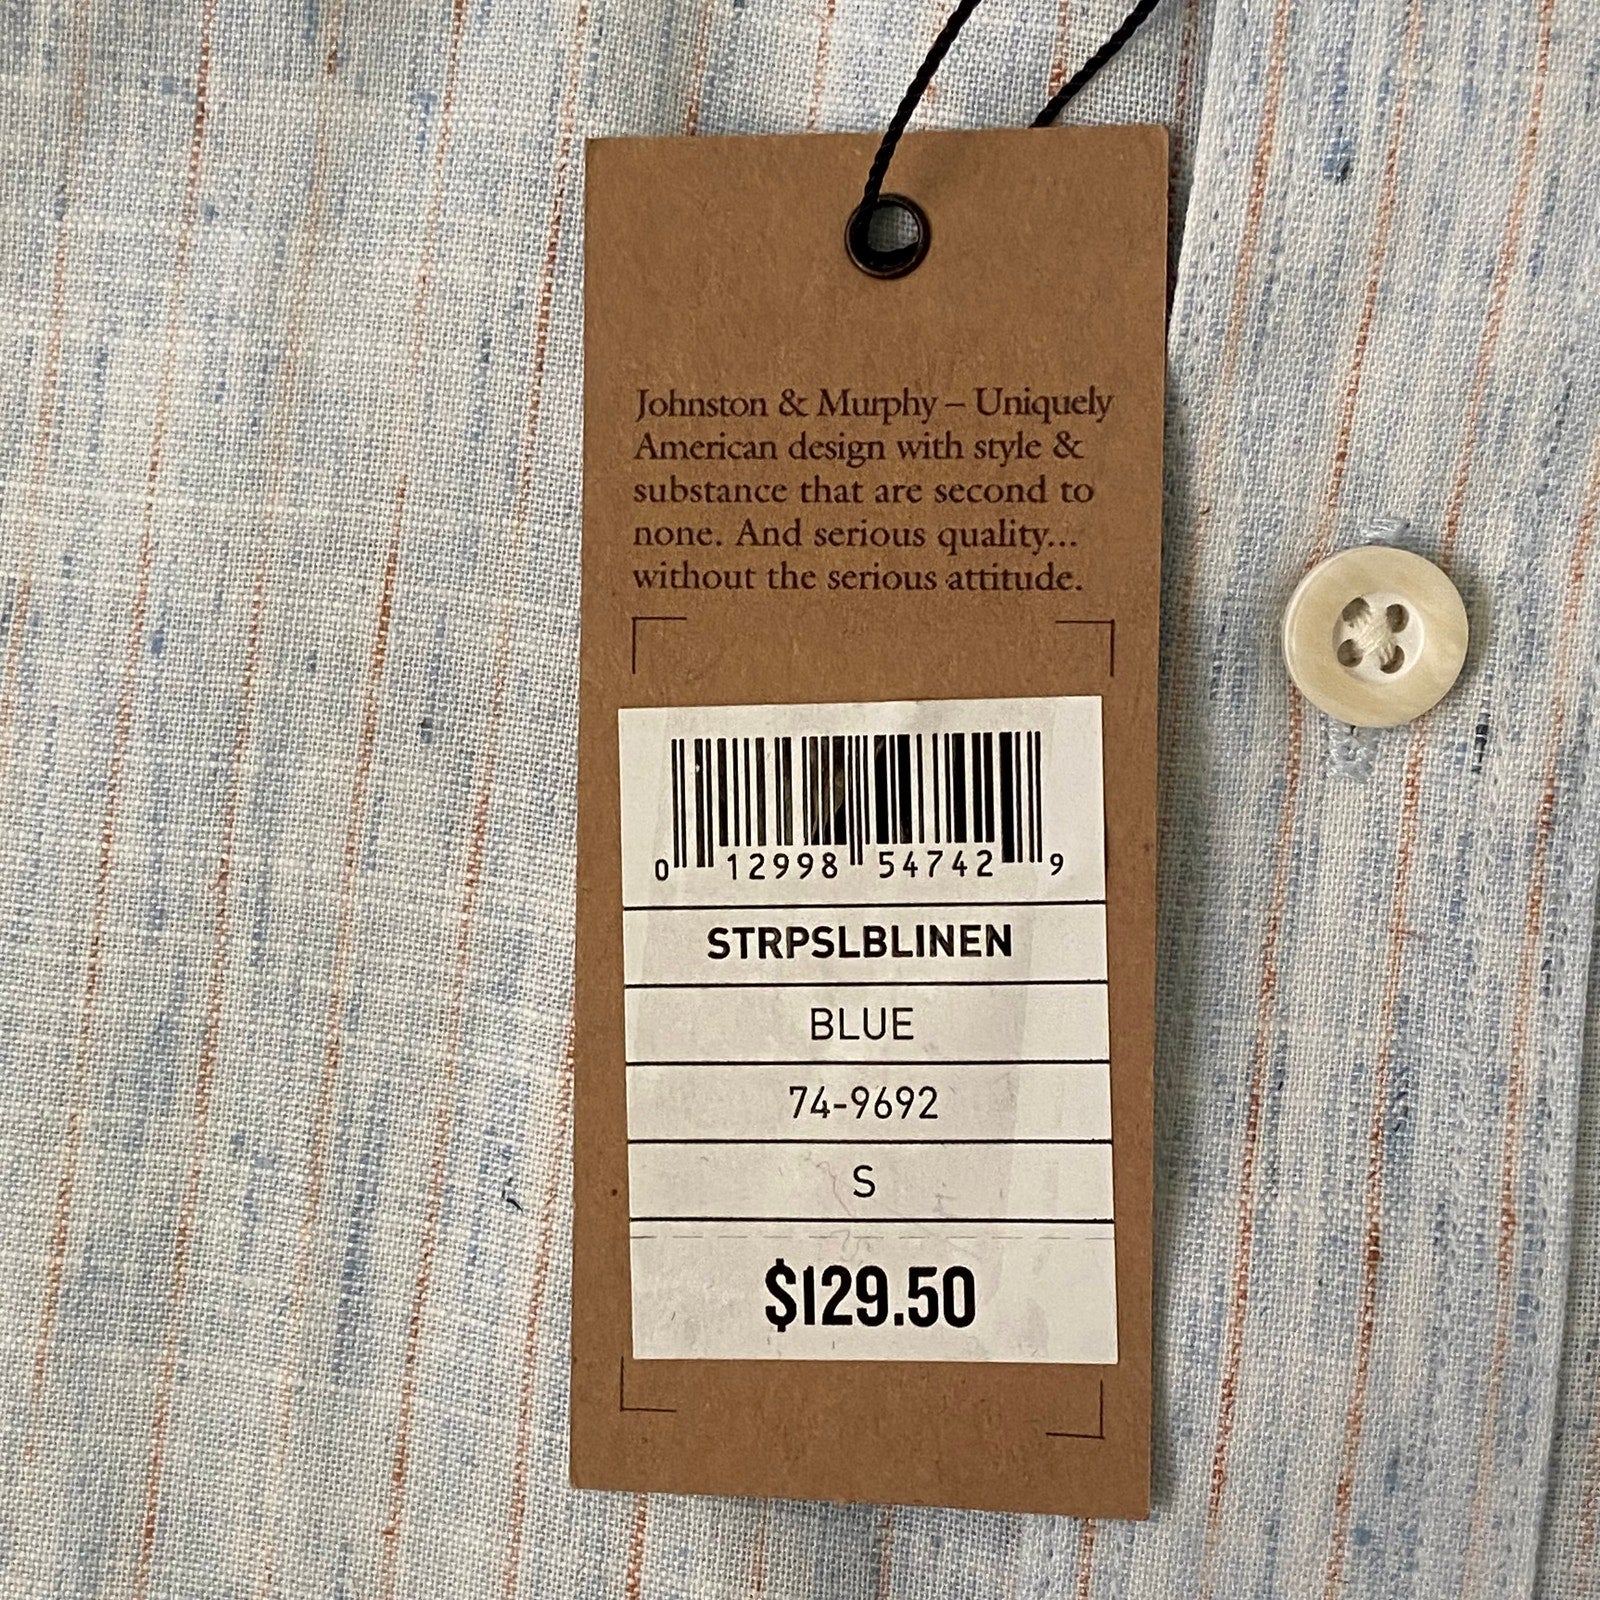 Johnston & Murphy – Uniquely
American design with style &
substance that are second to
none. And serious quality...
without the serious attitude.
0 12998 54742 9
STRPSLBLINEN
BLUE
74-9692
S
$129.50